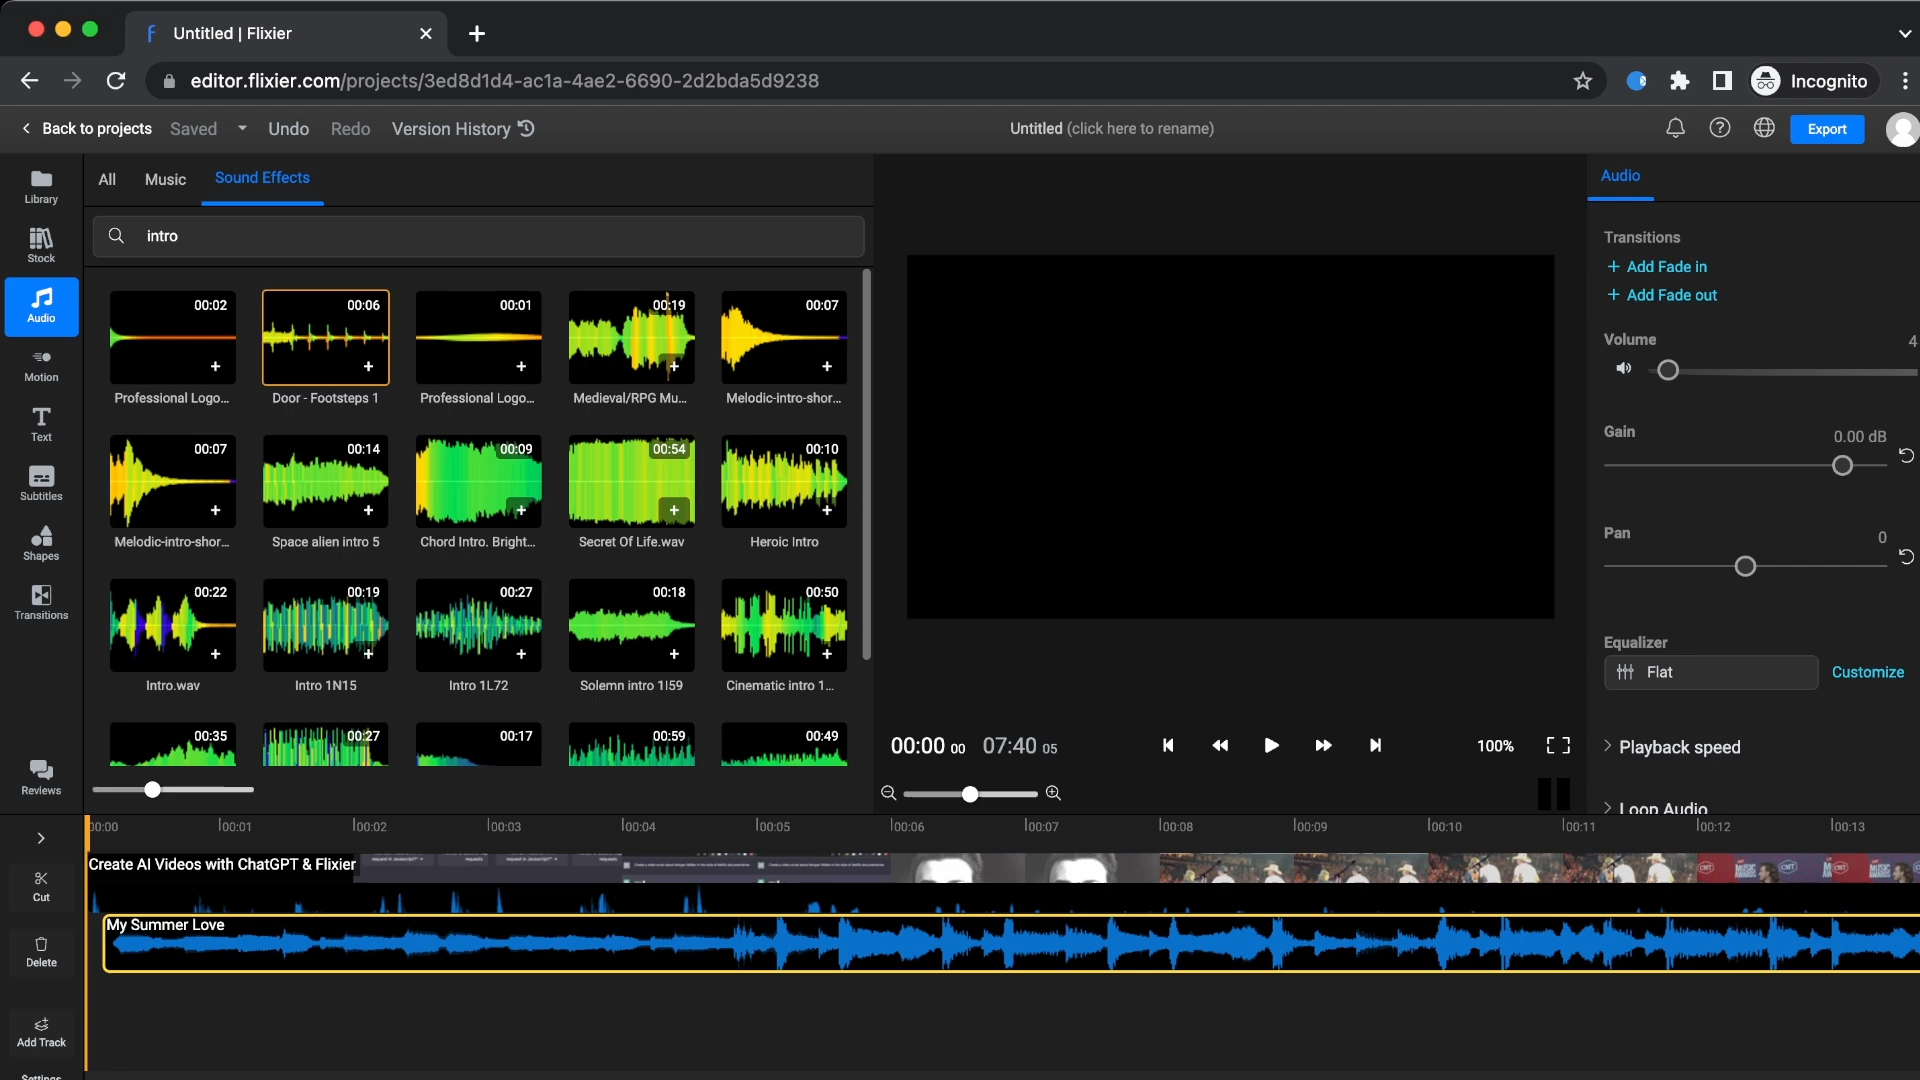 Untitled | Flixier
editor.flixier.com/projects/3ed8d1d4-ac1a-4ae2-6690-2d2bda5d9238
Incognito
Back to projects Saved Undo Redo Version History
Untitled (click here to rename)
Export
Library
Stock
Audio
Motion
Text
Subtitles
Shapes
Transitions
Reviews
All Music Sound Effects
intro
00:02 00:06 00:01 00:19 00:07
Professional Logo... Door - Footsteps 1 Professional Logo... Medieval/RPG Mu... Melodic-intro-shor...
00:07 00:14 00:09 00:54 00:10
Melodic-intro-shor... Space alien intro 5 Chord Intro. Bright... Secret Of Life.wav Heroic Intro
00:22 00:19 00:27 00:18 00:50
Intro.wav Intro 1N15 Intro 1L72 Solemn intro 1I59 Cinematic intro 1...
00:35 00:27 00:17 00:59 00:49
00:00 00 07:40 05
100%
Audio
Transitions
+ Add Fade in
+ Add Fade out
Volume 4
Gain 0.00 dB
Pan 0
Equalizer
Flat Customize
Playback speed
Loop Audio
00:00 00:01 00:02 00:03 00:04 00:05 00:06 00:07 00:08 00:09 00:10 00:11 00:12 00:13
Create AI Videos with ChatGPT & Flixier
My Summer Love
Cut
Delete
Add Track
Settings